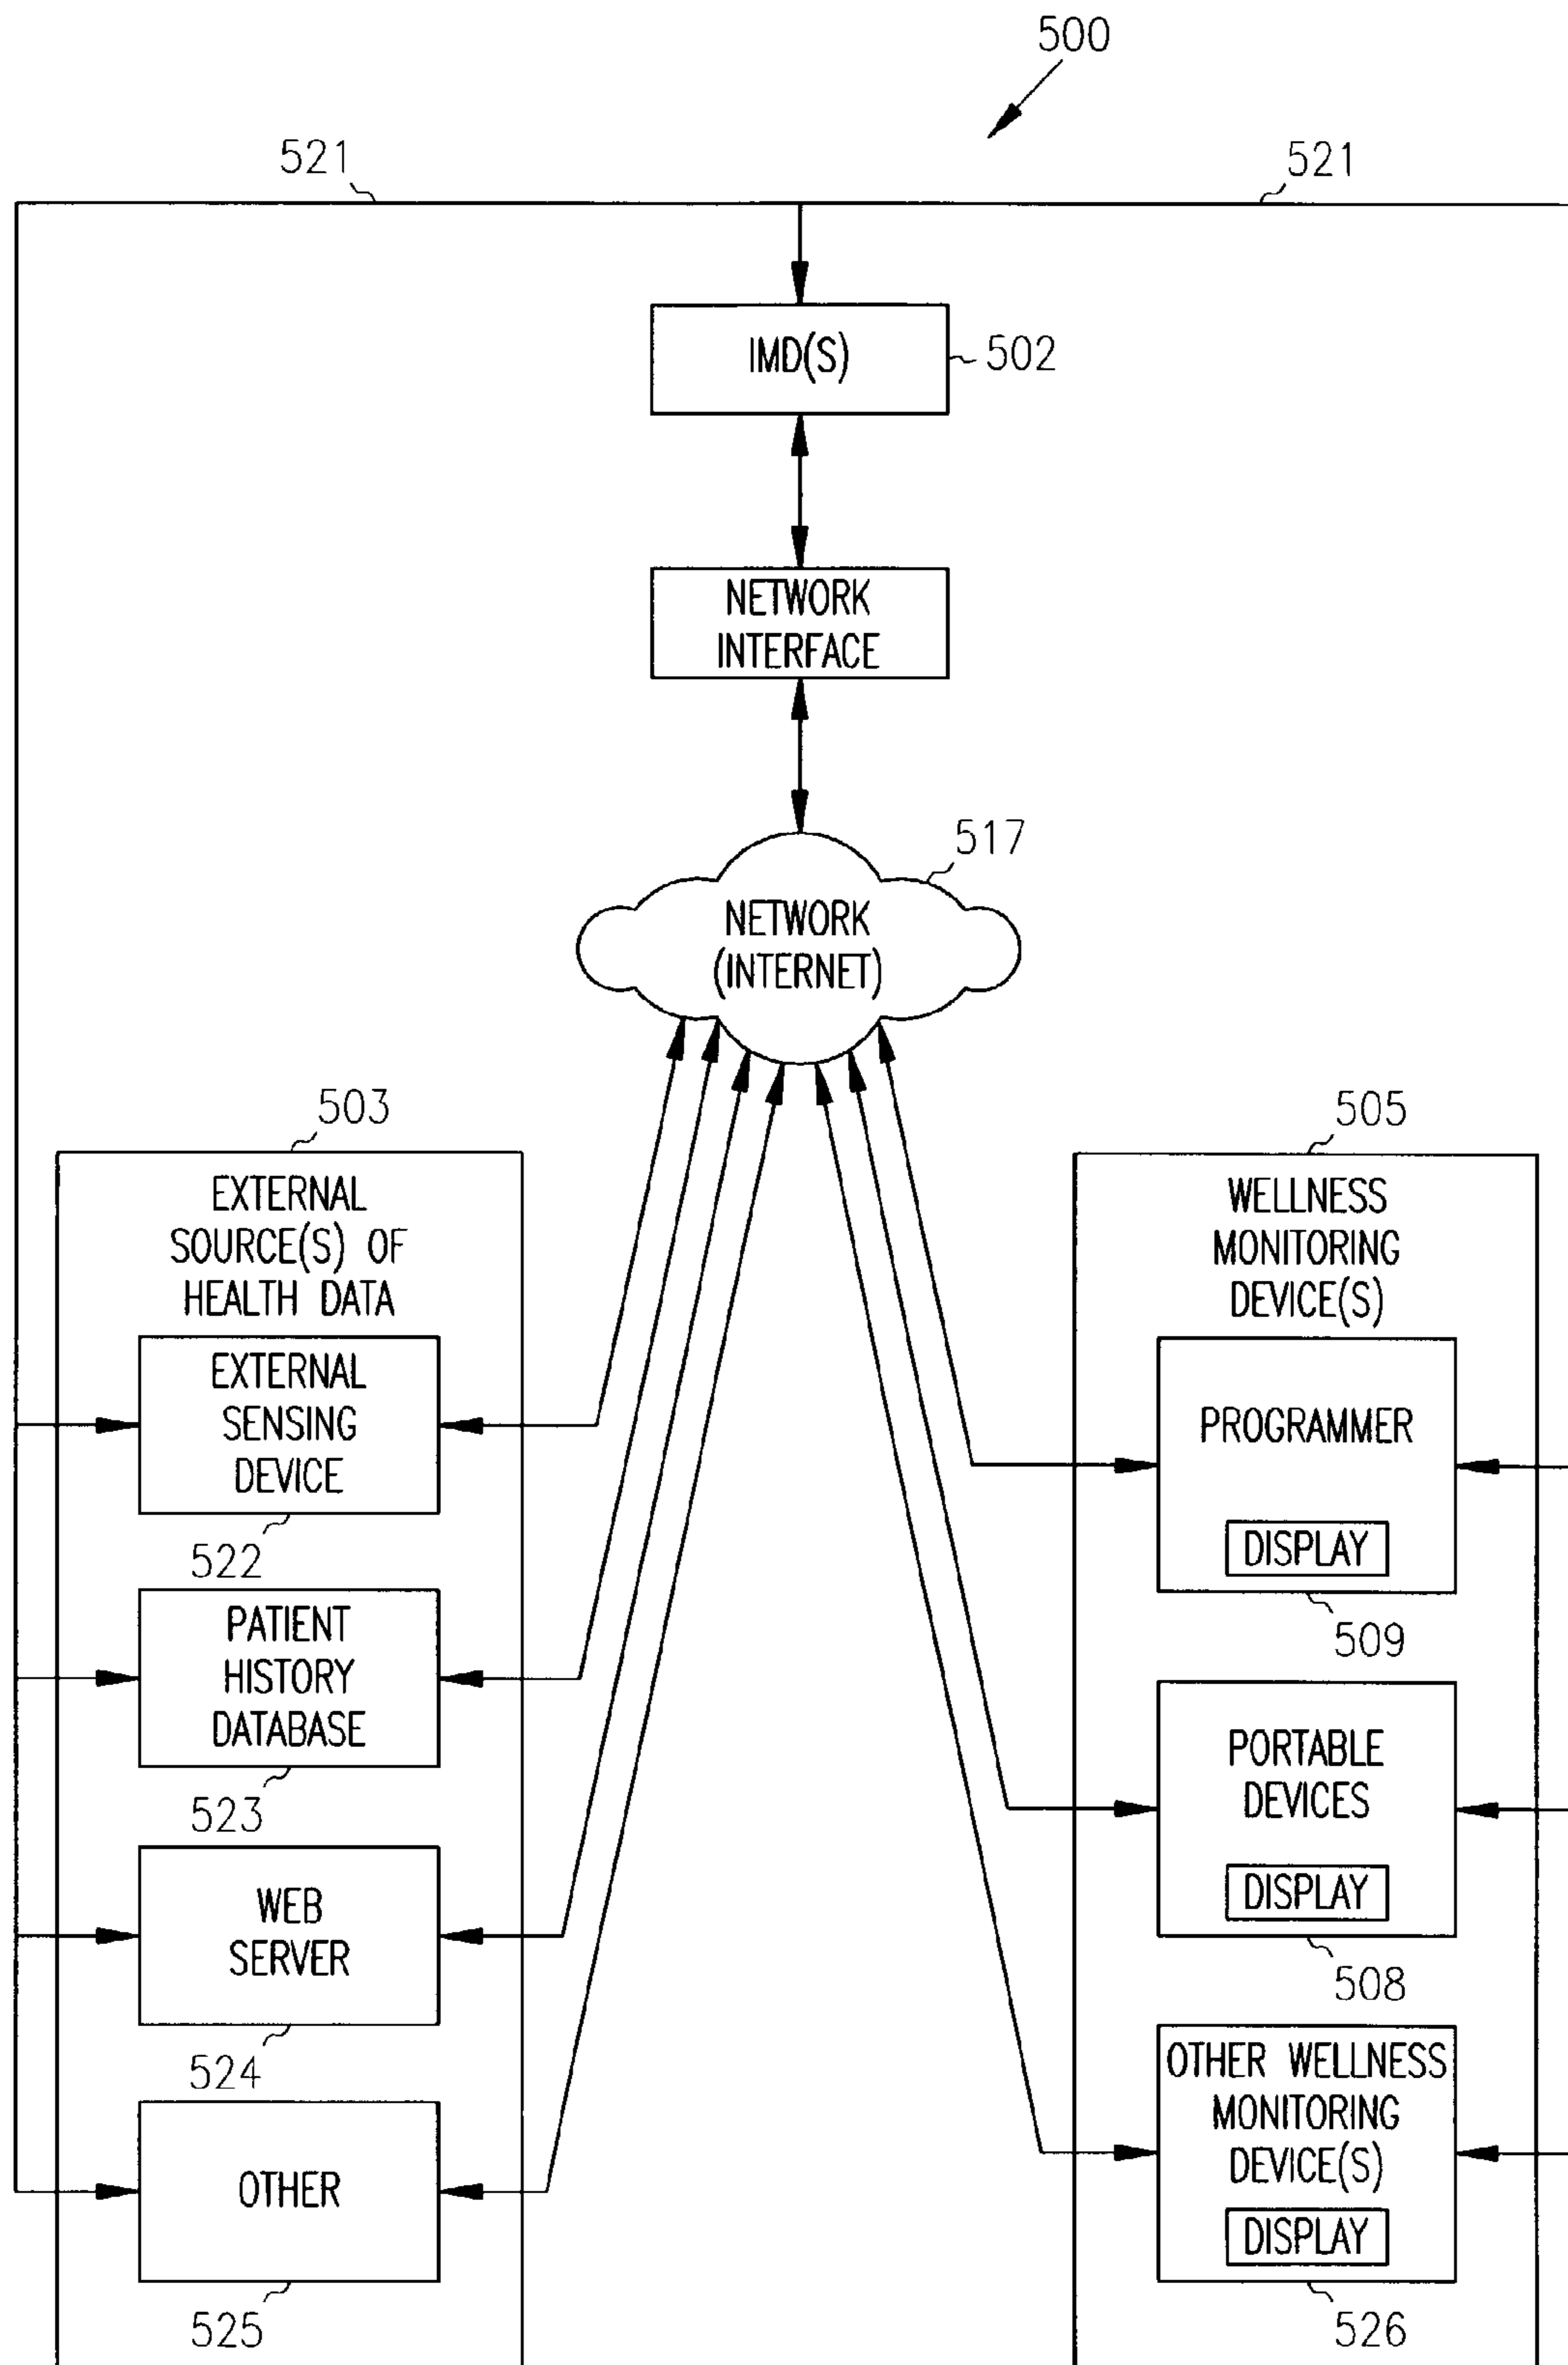 500
521
521
IMD(S)
502
NETWORK
INTERFACE
517
NETWORK
(INTERNET)
503
EXTERNAL
SOURCE(S) OF
HEALTH DATA
EXTERNAL
SENSING
DEVICE
522
PATIENT
HISTORY
DATABASE
523
WEB
SERVER
524
OTHER
525
505
WELLNESS
MONITORING
DEVICE(S)
PROGRAMMER
DISPLAY
509
PORTABLE
DEVICES
DISPLAY
508
OTHER WELLNESS
MONITORING
DEVICE(S)
DISPLAY
526